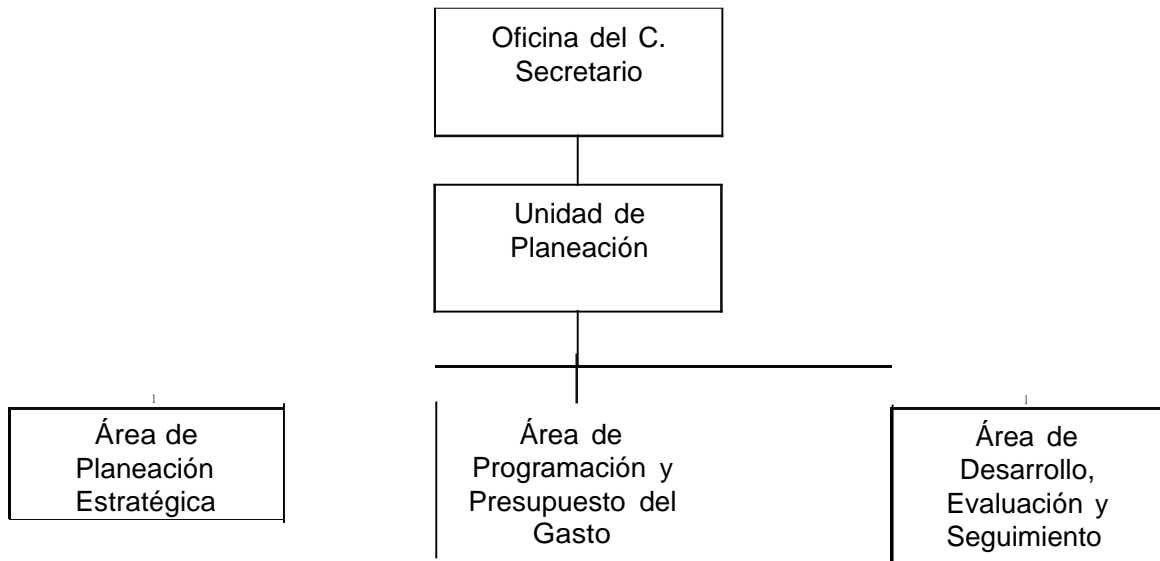 Oficina del C.
Secretario
Unidad de
Planeación
Área de
Planeación
Estratégica
Área de
Programación y
Presupuesto del
Gasto
Área de
Desarrollo,
Evaluación y
Seguimiento